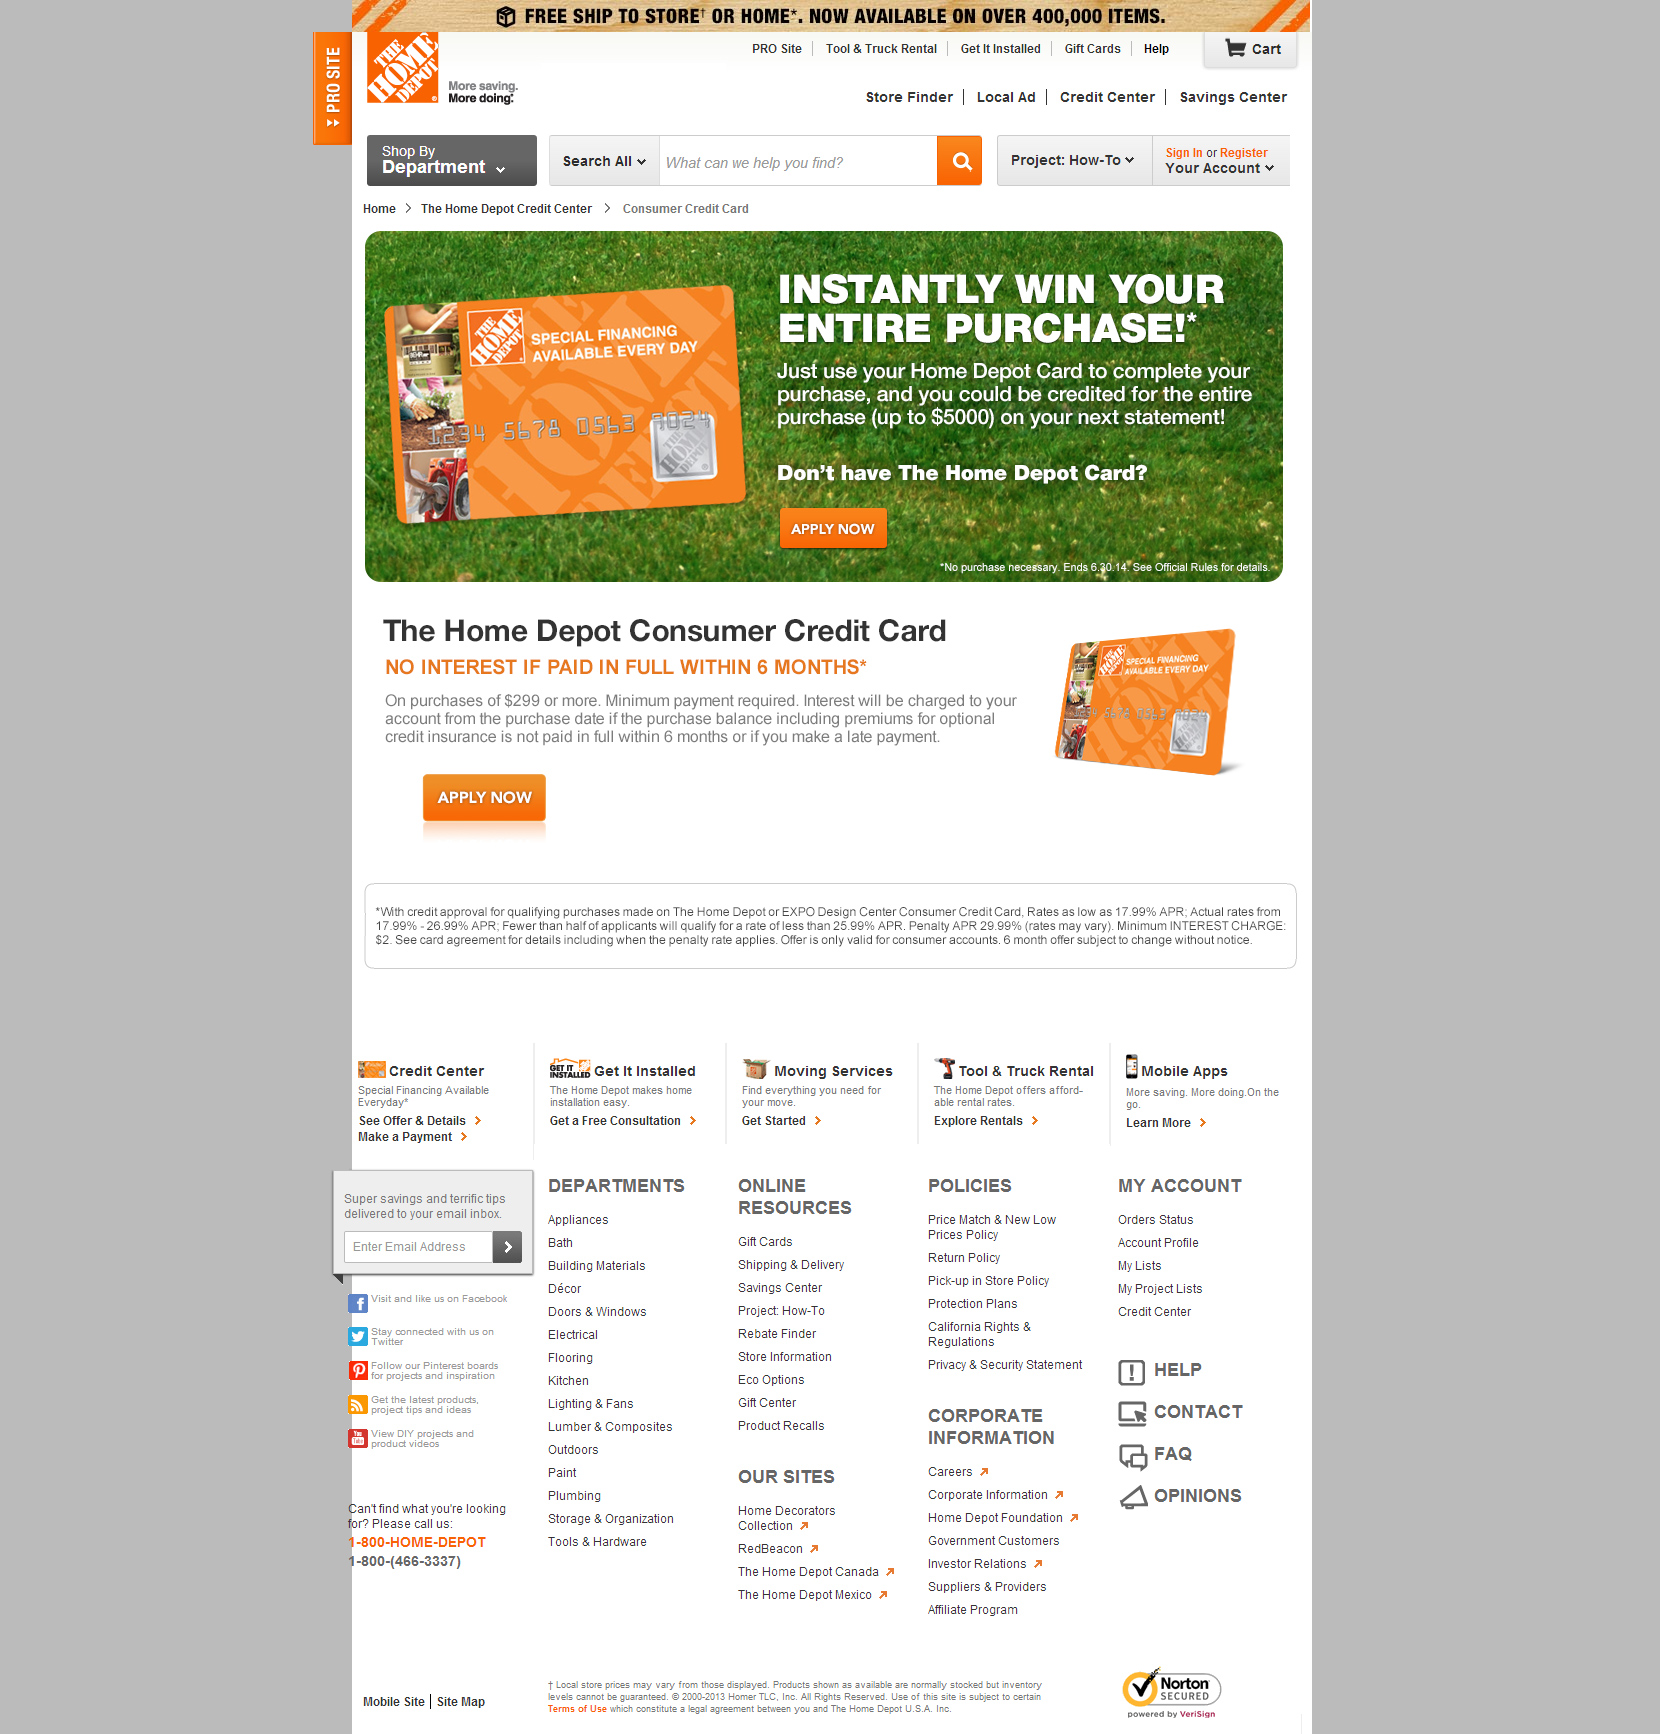 FREE SHIP TO STORE† OR HOME*. NOW AVAILABLE ON OVER 400,000 ITEMS.
PRO SITE
THE HOME DEPOT
More saving.
More doing.
PRO Site
Tool & Truck Rental
Get It Installed
Gift Cards
Help
Cart
Store Finder
Local Ad
Credit Center
Savings Center
Shop By
Department
Search All
What can we help you find?
Project: How-To
Sign In or Register
Your Account
Home > The Home Depot Credit Center > Consumer Credit Card
THE HOME DEPOT
SPECIAL FINANCING
AVAILABLE EVERY DAY
1234 5678 0563 9024
INSTANTLY WIN YOUR
ENTIRE PURCHASE!*
Just use your Home Depot Card to complete your
purchase, and you could be credited for the entire
purchase (up to $5000) on your next statement!
Don't have The Home Depot Card?
APPLY NOW
*No purchase necessary. Ends 6.30.14. See Official Rules for details.
The Home Depot Consumer Credit Card
NO INTEREST IF PAID IN FULL WITHIN 6 MONTHS*
On purchases of $299 or more. Minimum payment required. Interest will be charged to your
account from the purchase date if the purchase balance including premiums for optional
credit insurance is not paid in full within 6 months or if you make a late payment.
APPLY NOW
THE HOME DEPOT
SPECIAL FINANCING
AVAILABLE EVERY DAY
1234 5678 0563 9024
*With credit approval for qualifying purchases made on The Home Depot or EXPO Design Center Consumer Credit Card, Rates as low as 17.99% APR; Actual rates from
17.99% - 26.99% APR; Fewer than half of applicants will qualify for a rate of less than 25.99% APR. Penalty APR 29.99% (rates may vary). Minimum INTEREST CHARGE:
$2. See card agreement for details including when the penalty rate applies. Offer is only valid for consumer accounts. 6 month offer subject to change without notice.
Credit Center
Special Financing Available
Everyday*
See Offer & Details
Make a Payment
GET IT
INSTALLED
Get It Installed
The Home Depot makes home
installation easy.
Get a Free Consultation
Moving Services
Find everything you need for
your move.
Get Started
Tool & Truck Rental
The Home Depot offers afford-
able rental rates.
Explore Rentals
Mobile Apps
More saving. More doing.On the
go.
Learn More
Super savings and terrific tips
delivered to your email inbox.
Enter Email Address
Visit and like us on Facebook
Stay connected with us on
Twitter
Follow our Pinterest boards
for projects and inspiration
Get the latest products,
project tips and ideas
You Tube
View DIY projects and
product videos
Can't find what you're looking
for? Please call us:
1-800-HOME-DEPOT
1-800-(466-3337)
DEPARTMENTS
Appliances
Bath
Building Materials
Décor
Doors & Windows
Electrical
Flooring
Kitchen
Lighting & Fans
Lumber & Composites
Outdoors
Paint
Plumbing
Storage & Organization
Tools & Hardware
ONLINE
RESOURCES
Gift Cards
Shipping & Delivery
Savings Center
Project: How-To
Rebate Finder
Store Information
Eco Options
Gift Center
Product Recalls
OUR SITES
Home Decorators
Collection
RedBeacon
The Home Depot Canada
The Home Depot Mexico
POLICIES
Price Match & New Low
Prices Policy
Return Policy
Pick-up in Store Policy
Protection Plans
California Rights &
Regulations
Privacy & Security Statement
CORPORATE
INFORMATION
Careers
Corporate Information
Home Depot Foundation
Government Customers
Investor Relations
Suppliers & Providers
Affiliate Program
MY ACCOUNT
Orders Status
Account Profile
My Lists
My Project Lists
Credit Center
HELP
CONTACT
FAQ
OPINIONS
Mobile Site | Site Map
† Local store prices may vary from those displayed. Products shown as available are normally stocked but inventory
levels cannot be guaranteed. © 2000-2013 Homer TLC, Inc. All Rights Reserved. Use of this site is subject to certain
Terms of Use which constitute a legal agreement between you and The Home Depot U.S.A. Inc.
Norton
SECURED
powered by VeriSign